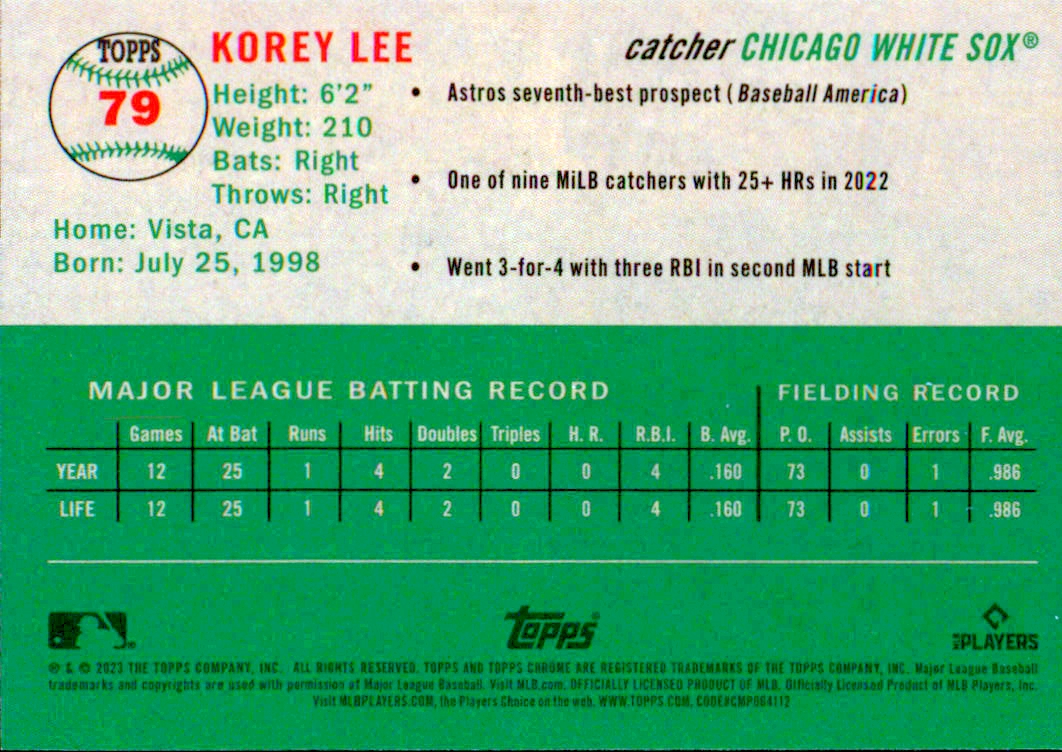 TOPPS
79
KOREY LEE
catcher CHICAGO WHITE SOX®
Height: 6'2"
Weight: 210
Bats: Right
Throws: Right
Home: Vista, CA
Born: July 25, 1998
• Astros seventh-best prospect (Baseball America)
• One of nine MiLB catchers with 25+ HRs in 2022
• Went 3-for-4 with three RBI in second MLB start
MAJOR LEAGUE BATTING RECORD FIELDING RECORD
Games At Bat Runs Hits Doubles Triples H. R. R.B.I. B. Avg. P. O. Assists Errors F. Avg.
YEAR 12 25 1 4 2 0 0 4 .160 73 0 1 .986
LIFE 12 25 1 4 2 0 0 4 .160 73 0 1 .986
topps®
MLB PLAYERS
® & © 2023 THE TOPPS COMPANY, INC. ALL RIGHTS RESERVED. TOPPS AND TOPPS CHROME ARE REGISTERED TRADEMARKS OF THE TOPPS COMPANY, INC. Major League Baseball
trademarks and copyrights are used with permission of Major League Baseball. Visit MLB.com. OFFICIALLY LICENSED PRODUCT OF MLB. Officially Licensed Product of MLB Players, Inc.
Visit MLBPLAYERS.COM, the Players Choice on the web. WWW.TOPPS.COM. CODE#CMP064112